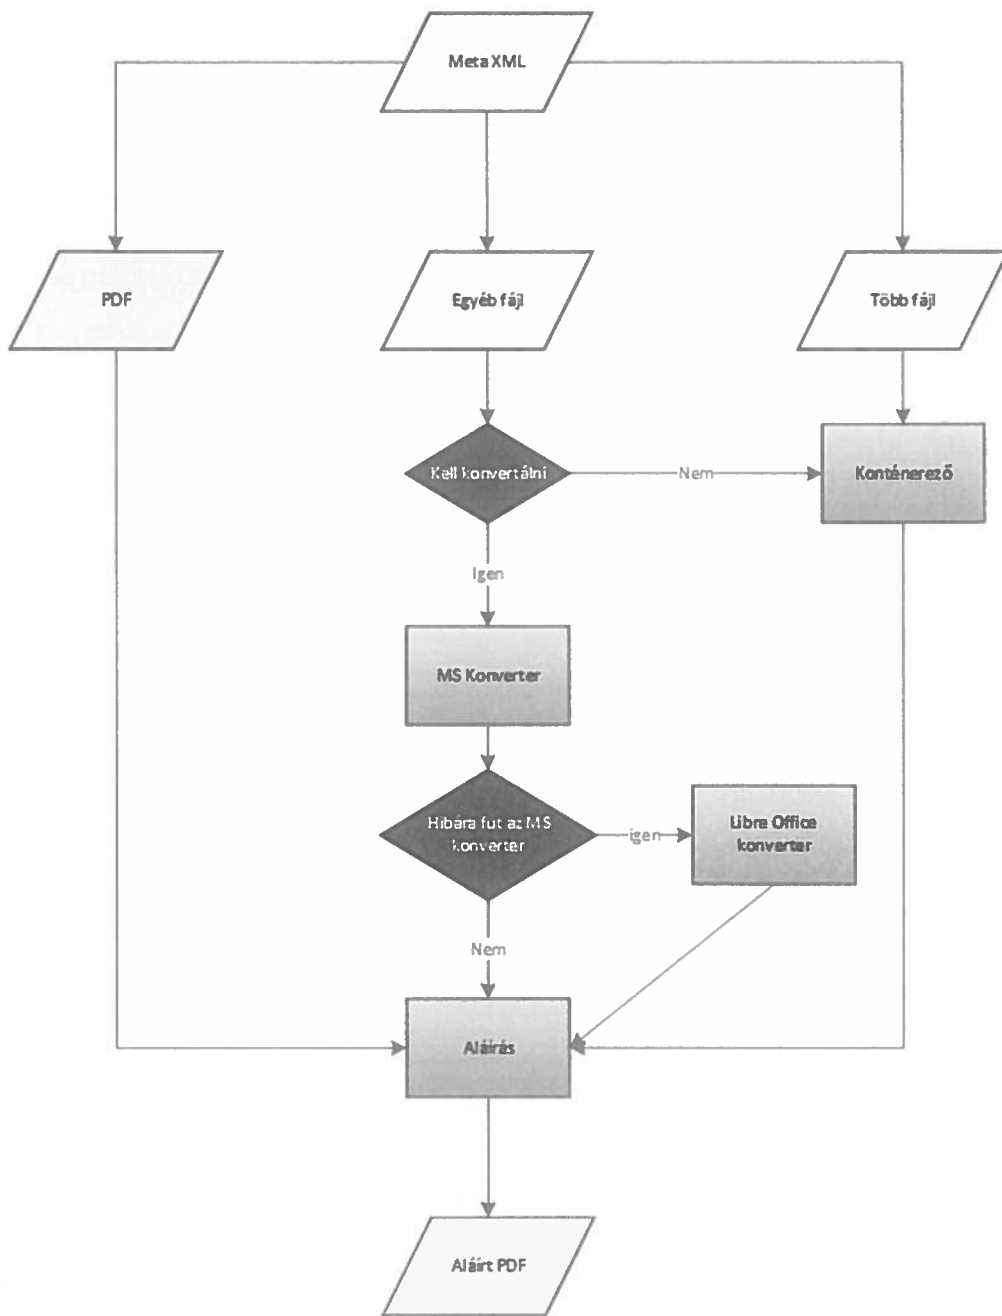 Meta XML
PDF
Egyéb fájl
Több fájl
Kell konvertálni
Nem
Konténerező
Igen
MS Konverter
Hibára fut az MS
konverter
igen
Libre Office
konverter
Nem
Aláírás
Aláírt PDF